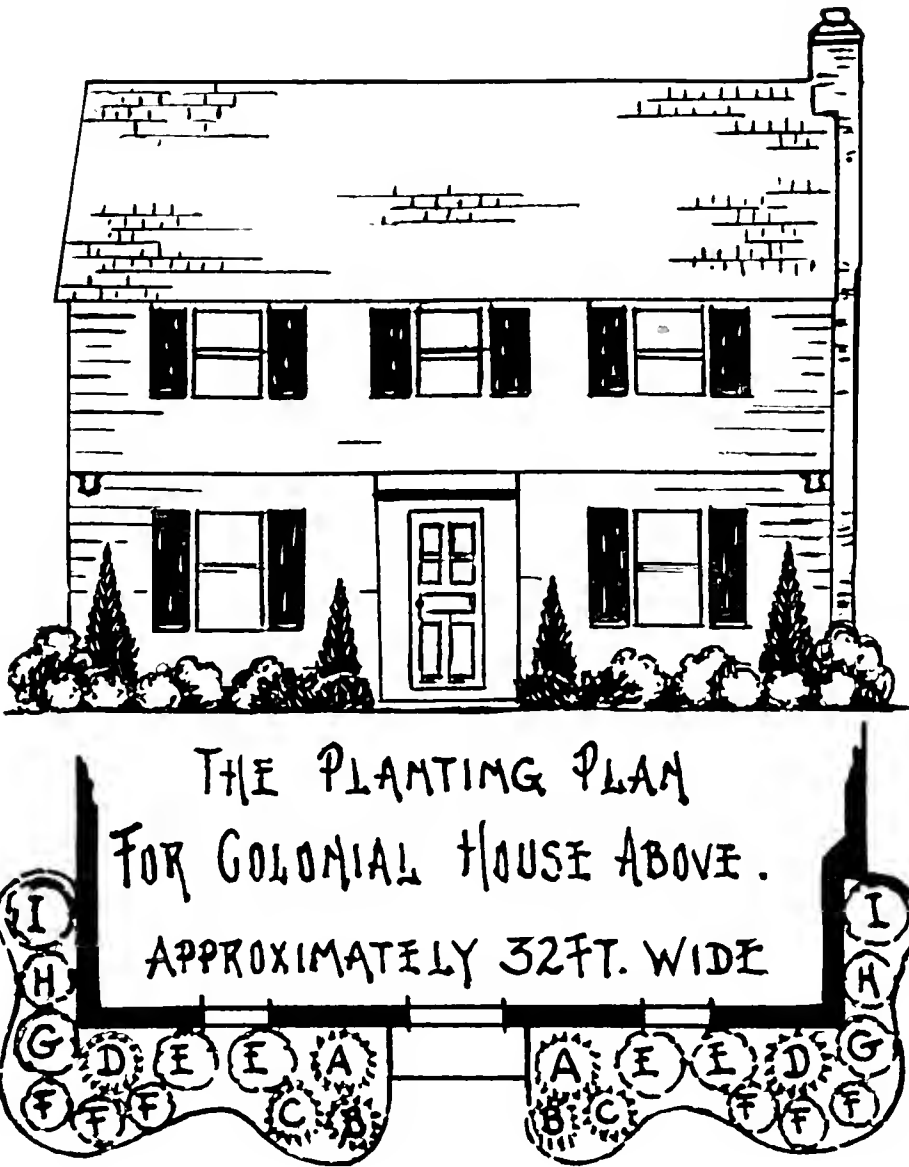 THE PLANTING PLAN
FOR COLONIAL HOUSE ABOVE.
APPROXIMATELY 32FT. WIDE
I I
H H
G D E E A A E E D G
F F F C B B C F F F